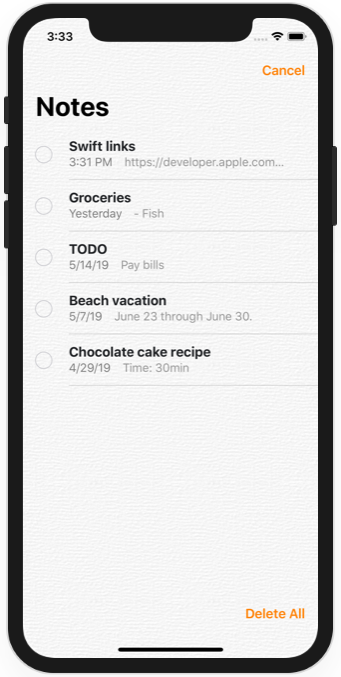 3:33
Cancel
Notes
Swift links
3:31 PM https://developer.apple.com...
Groceries
Yesterday - Fish
TODO
5/14/19 Pay bills
Beach vacation
5/7/19 June 23 through June 30.
Chocolate cake recipe
4/29/19 Time: 30min
Delete All